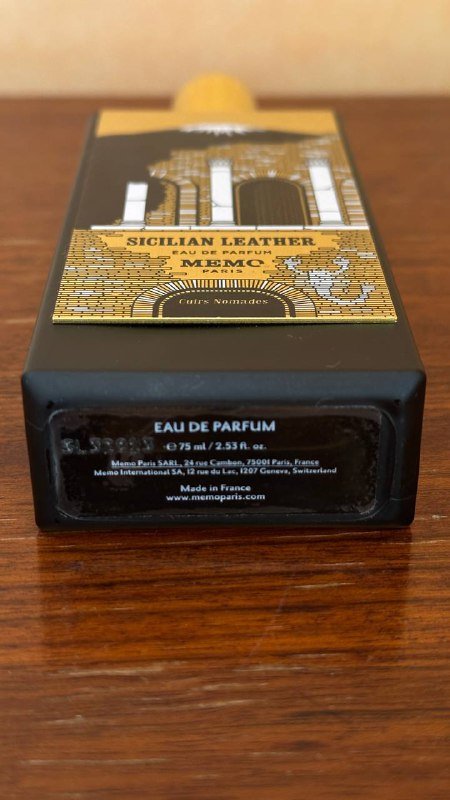 SICILIAN LEATHER
EAU DE PARFUM
MEMO
PARIS
Cuirs Nomades
EAU DE PARFUM
℮ 75 ml / 2.53 fl. oz.
Memo Paris SARL, 24 rue Cambon, 75001 Paris, France
Memo International SA, 12 rue du Lac, 1207 Geneva, Switzerland
Made in France
www.memoparis.com